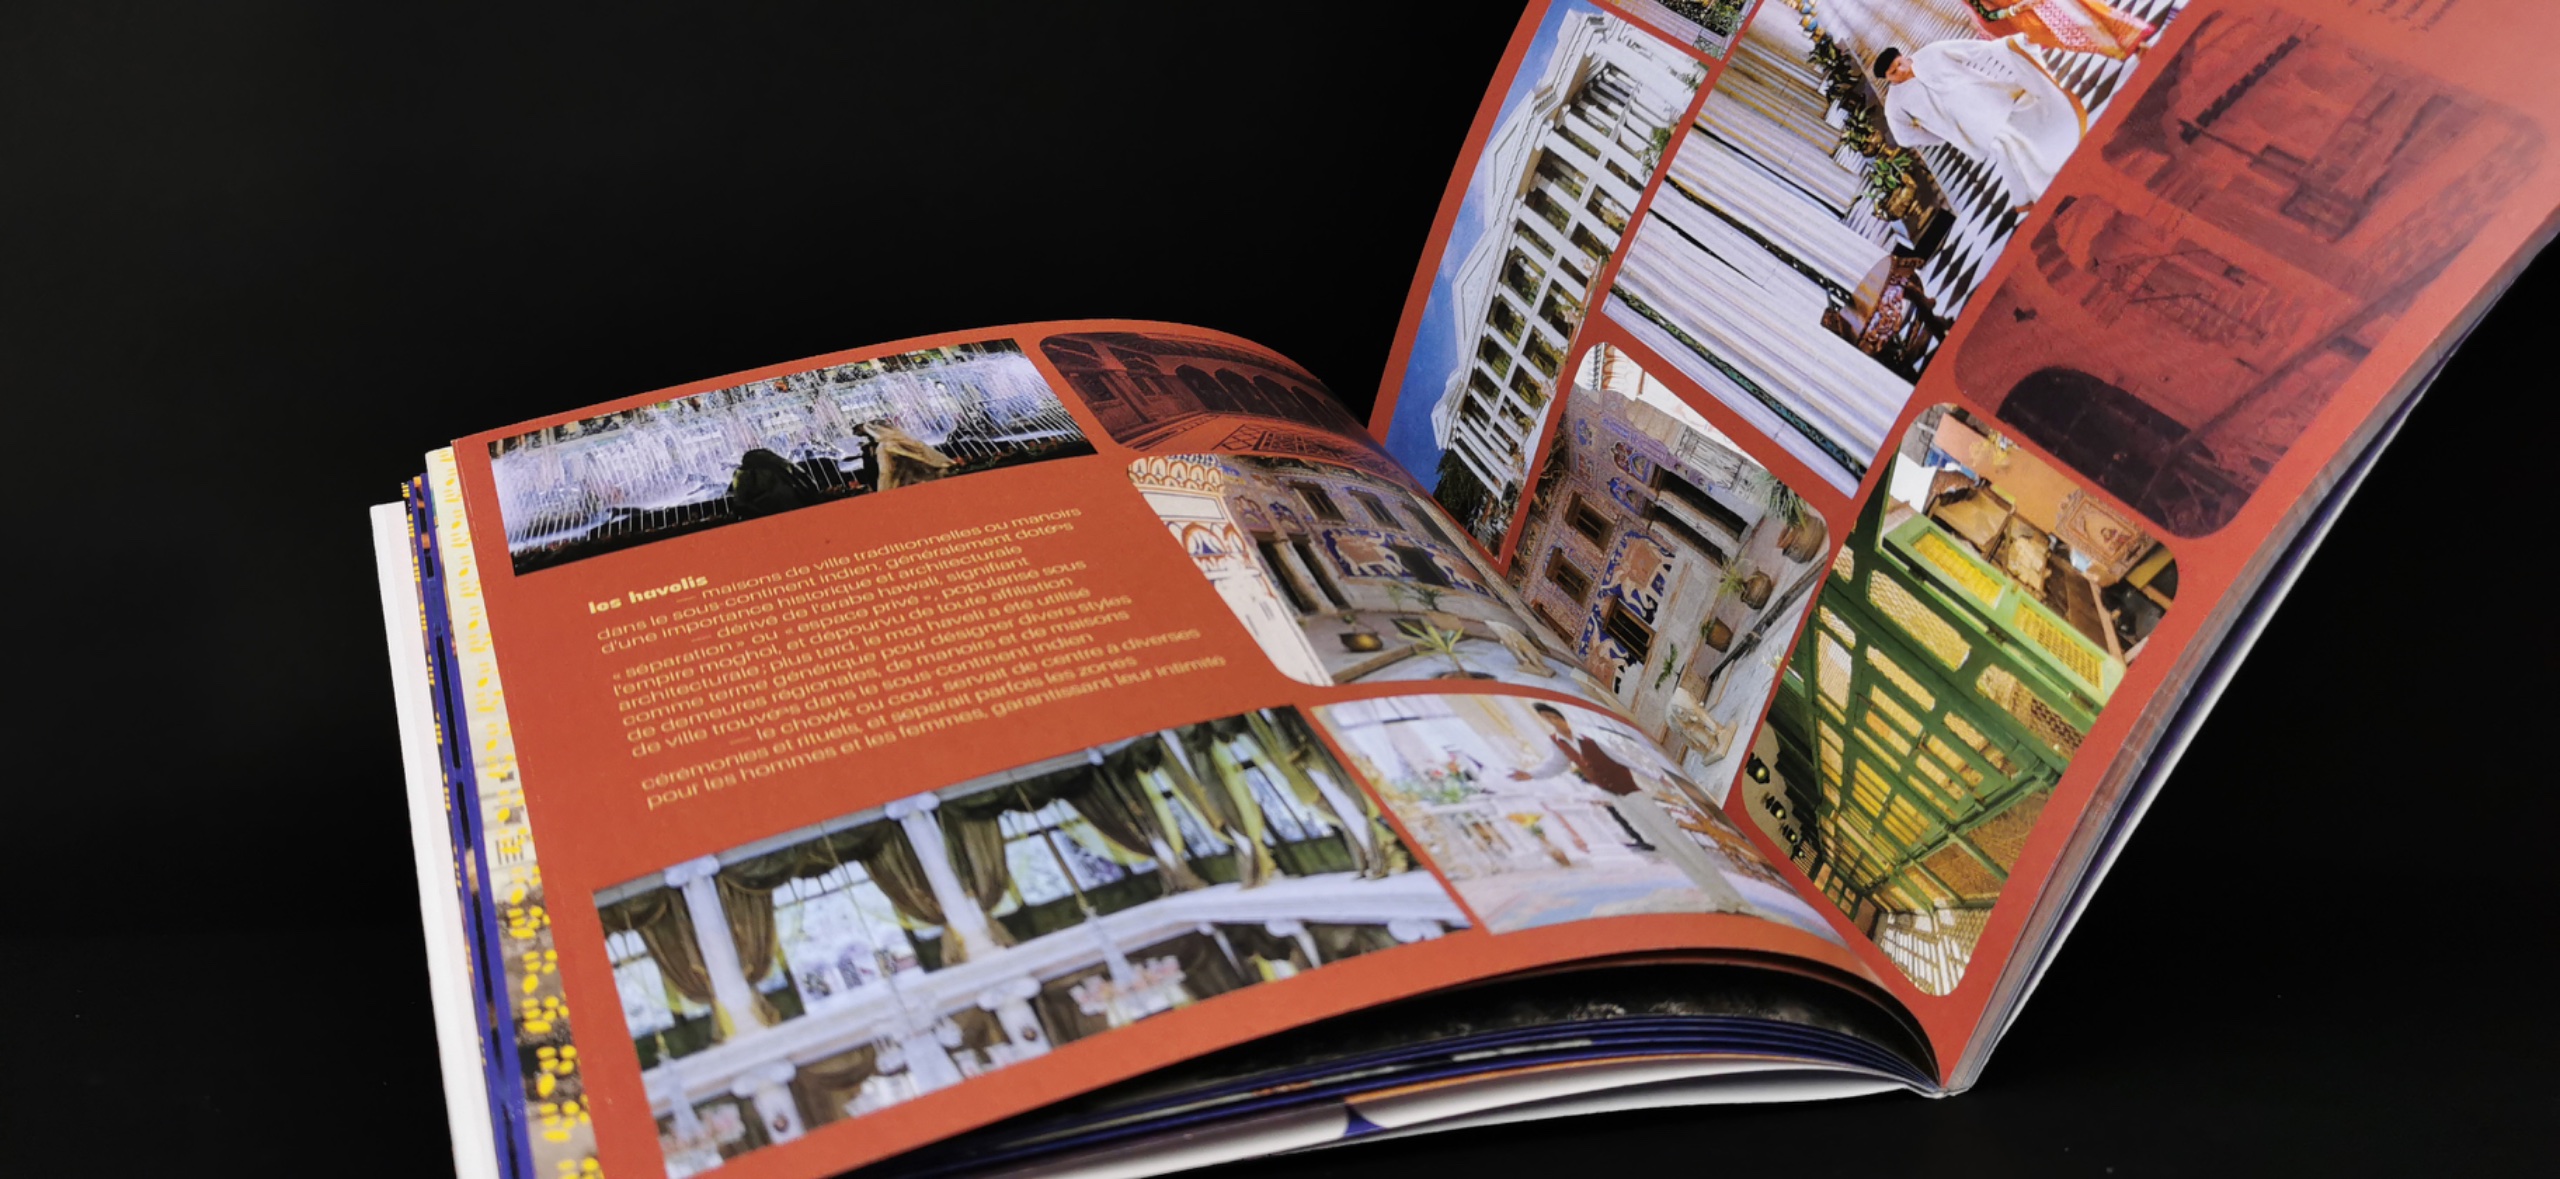 les havelis
— maisons de ville traditionnelles ou manoirs
dans le sous-continent indien, généralement dotées
d'une importance historique et architecturale
— dérivé de l'arabe hawali, signifiant
« séparation » ou « espace privé », popularisé sous
l'empire moghol, et dépourvu de toute affiliation
architecturale ; plus tard, le mot haveli a été utilisé
comme terme générique pour désigner divers styles
de demeures régionales, de manoirs et de maisons
de ville trouvées dans le sous-continent indien
— le chowk ou cour, servait de centre à diverses
cérémonies et rituels, et séparait parfois les zones
pour les hommes et les femmes, garantissant leur intimité